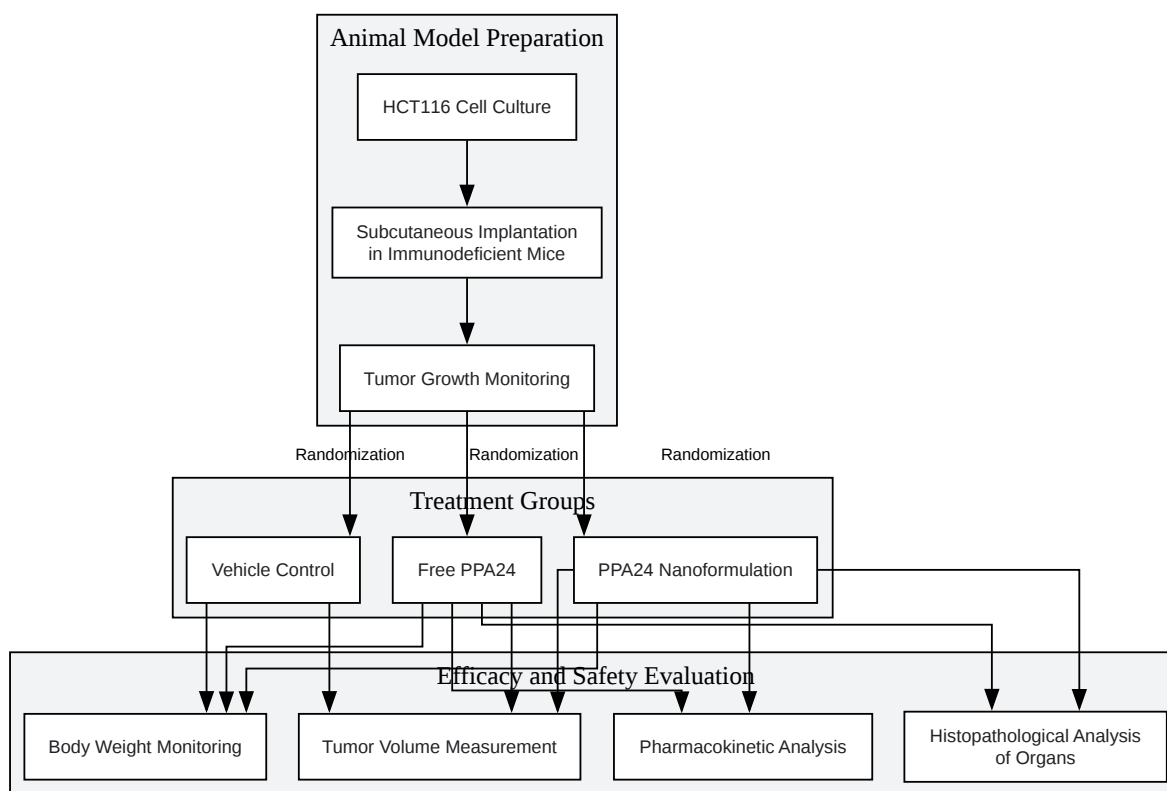 Animal Model Preparation
HCT116 Cell Culture
Subcutaneous Implantation
in Immunodeficient Mice
Tumor Growth Monitoring
Randomization
Randomization
Randomization
Treatment Groups
Vehicle Control
Free PPA24
PPA24 Nanoformulation
Efficacy and Safety Evaluation
Body Weight Monitoring
Tumor Volume Measurement
Pharmacokinetic Analysis
Histopathological Analysis
of Organs